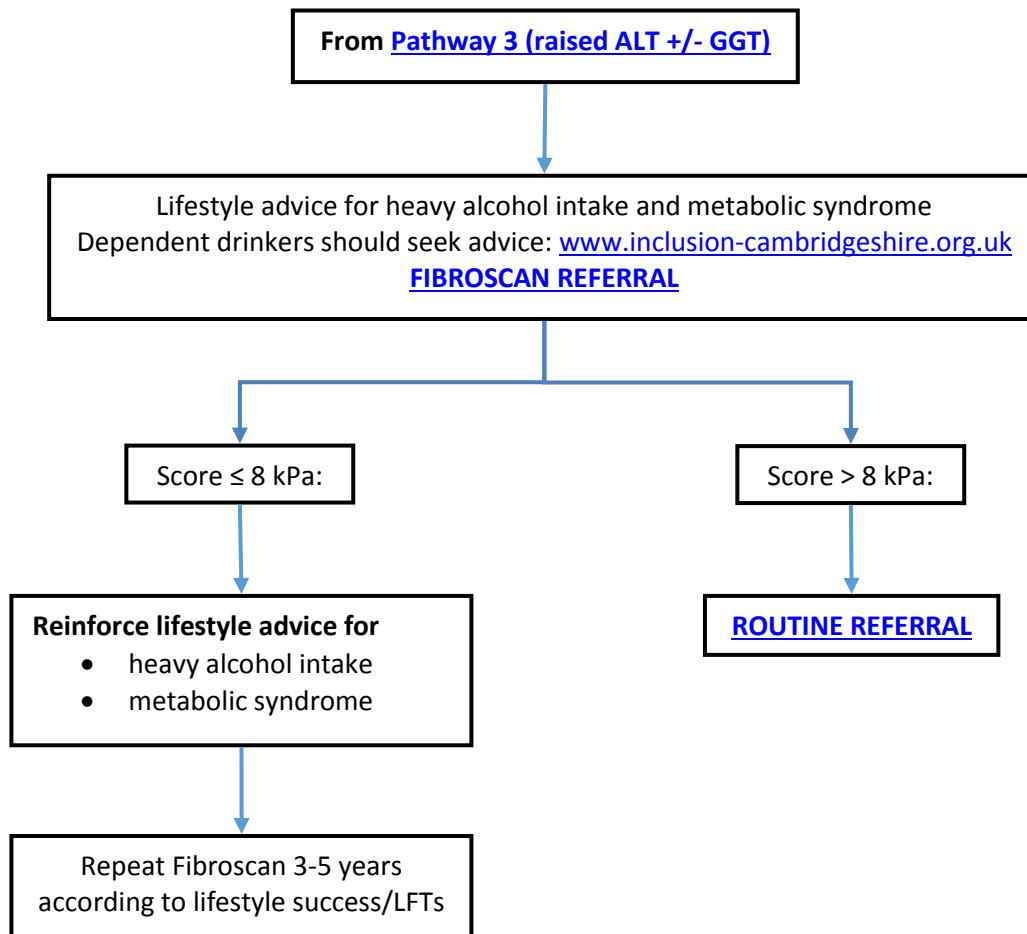 From Pathway 3 (raised ALT +/- GGT)
Lifestyle advice for heavy alcohol intake and metabolic syndrome
Dependent drinkers should seek advice: www.inclusion-cambridgeshire.org.uk
FIBROSCAN REFERRAL
Score ≤ 8 kPa:
Score > 8 kPa:
Reinforce lifestyle advice for
• heavy alcohol intake
• metabolic syndrome
ROUTINE REFERRAL
Repeat Fibroscan 3-5 years
according to lifestyle success/LFTs